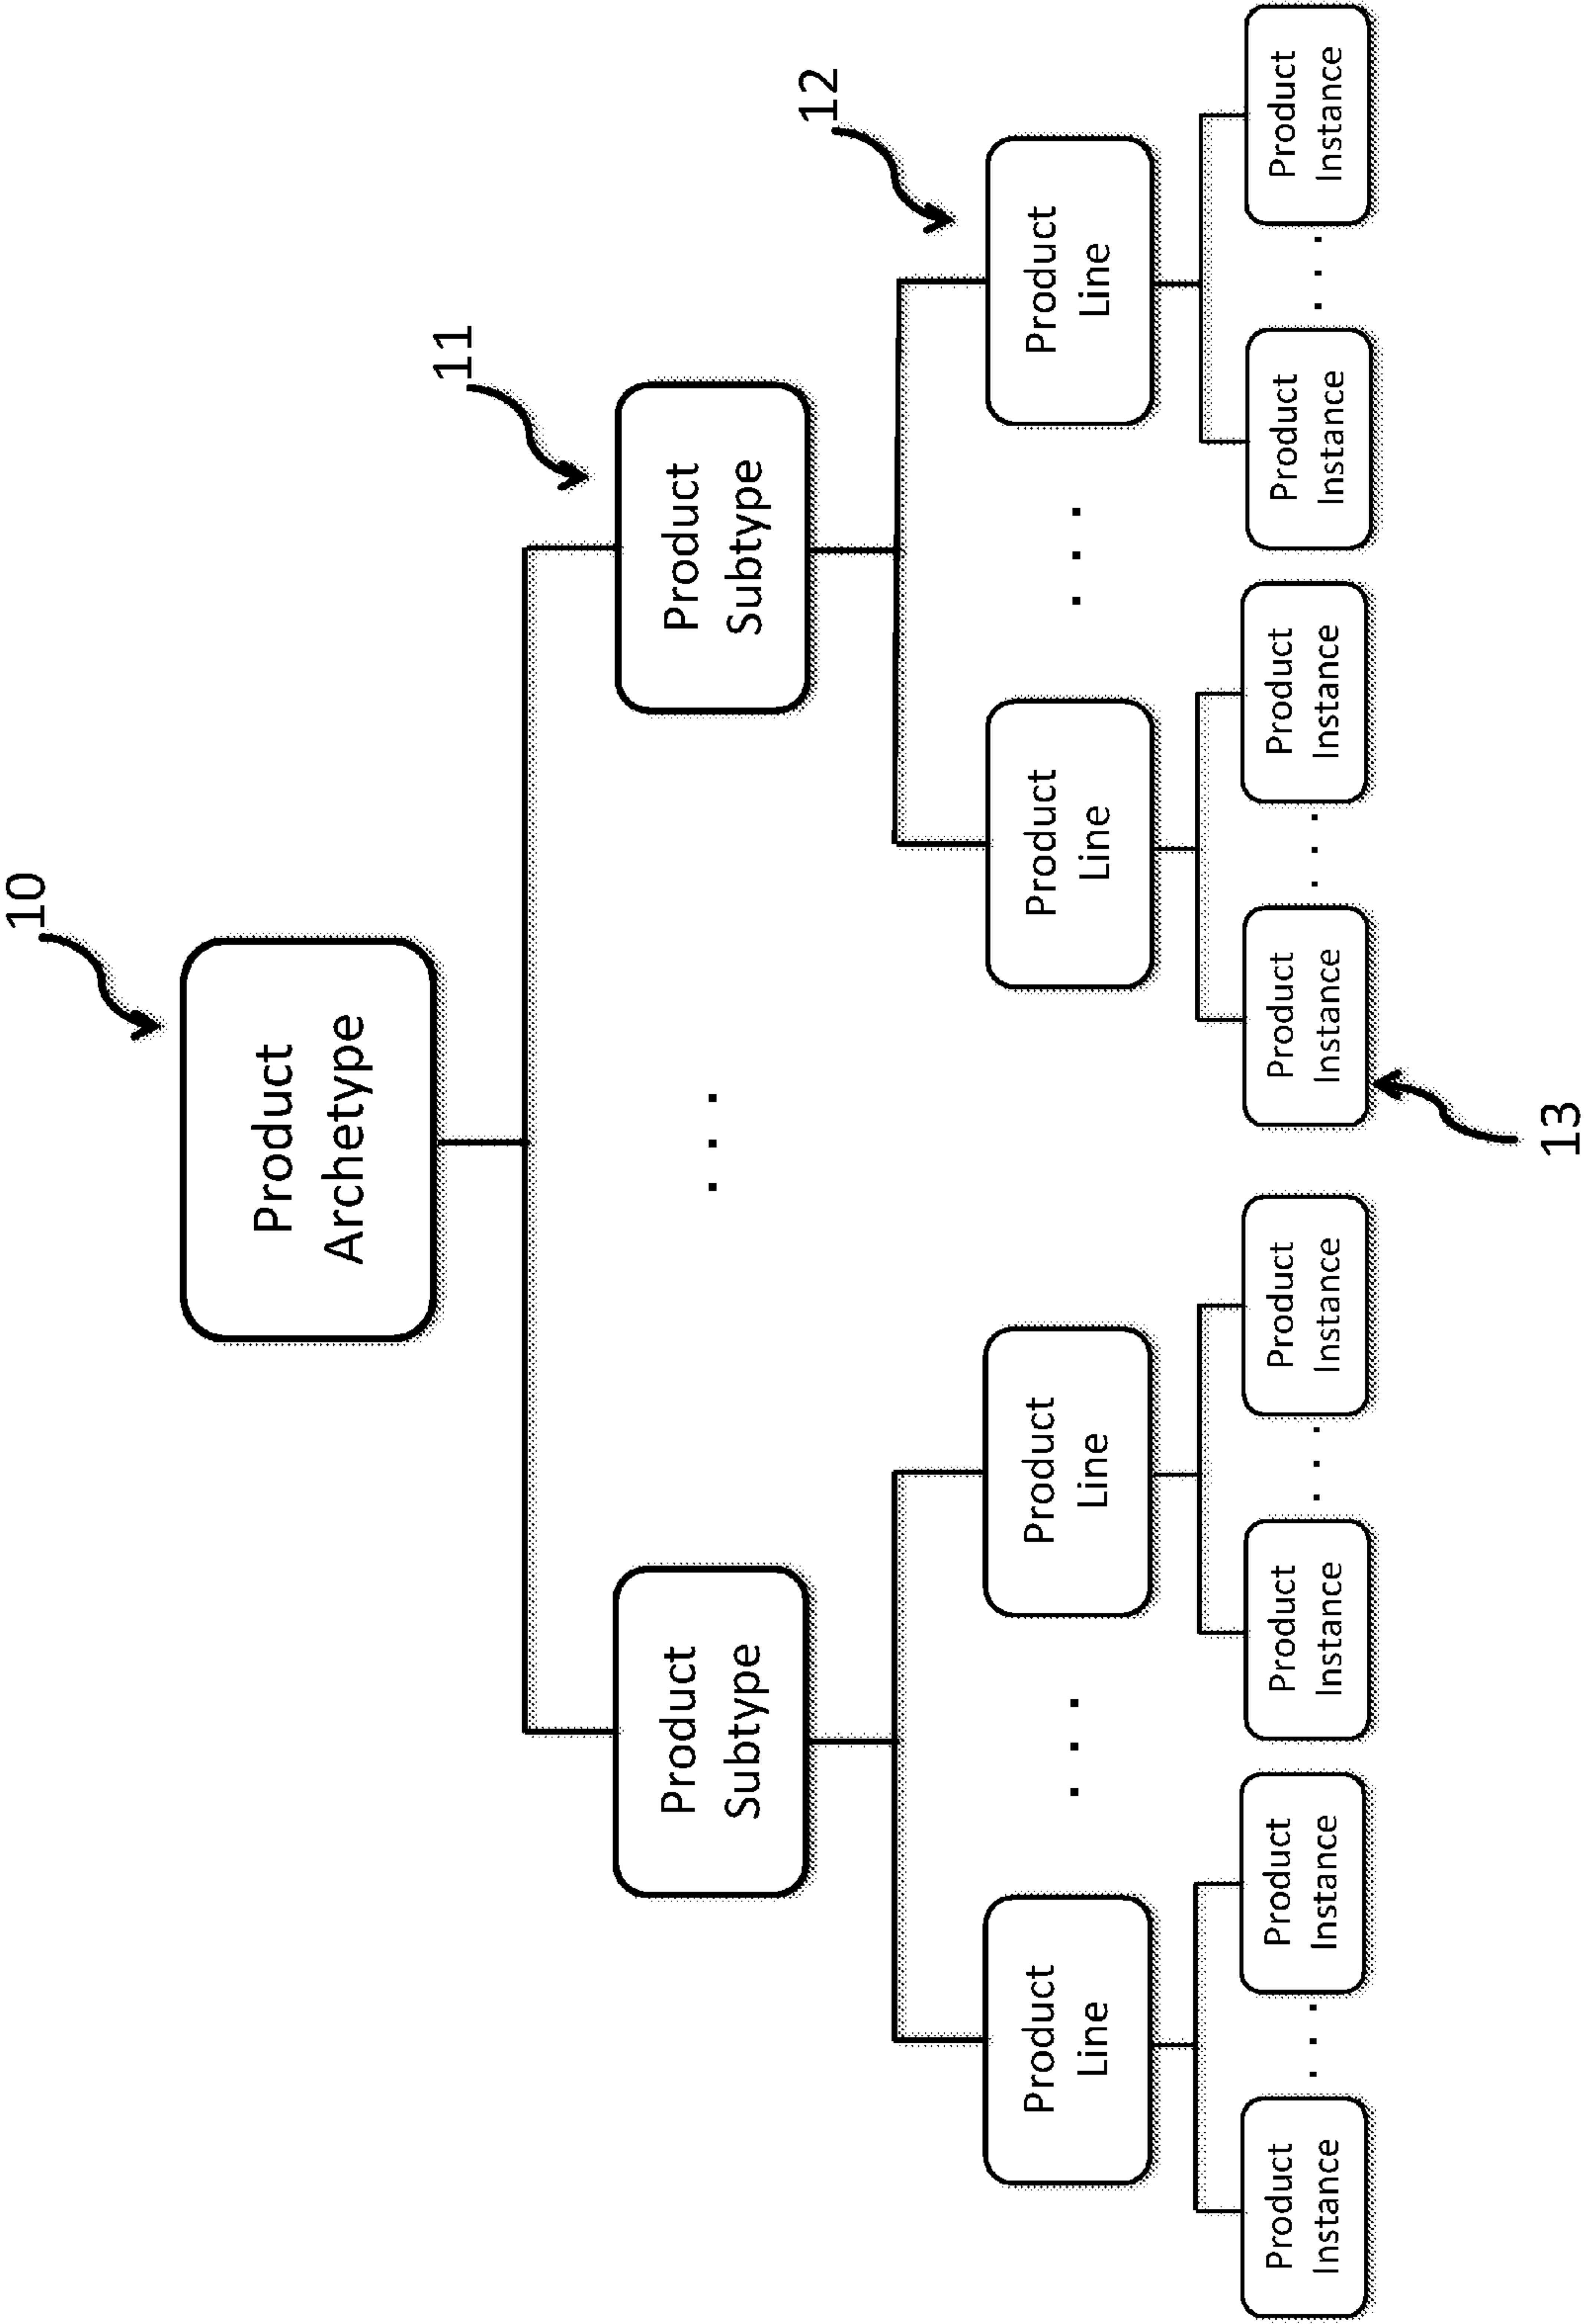 10
Product
Archetype
11
Product
Subtype
Product
Subtype
. . .
12
Product
Line
Product
Line
Product
Line
Product
Line
. . .
. . .
Product
Instance
Product
Instance
Product
Instance
Product
Instance
Product
Instance
Product
Instance
Product
Instance
Product
Instance
. . .
. . .
. . .
. . .
13